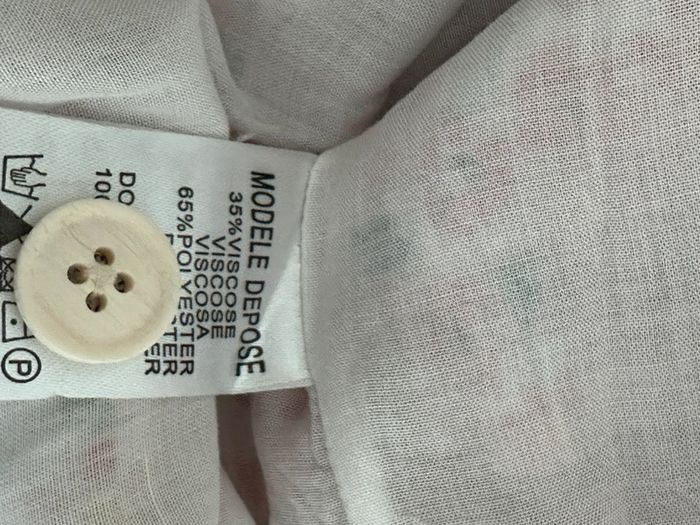 MODELE DEPOSE
35%VISCOSE
VISCOSE
VISCOSA
65%POLYESTER
P